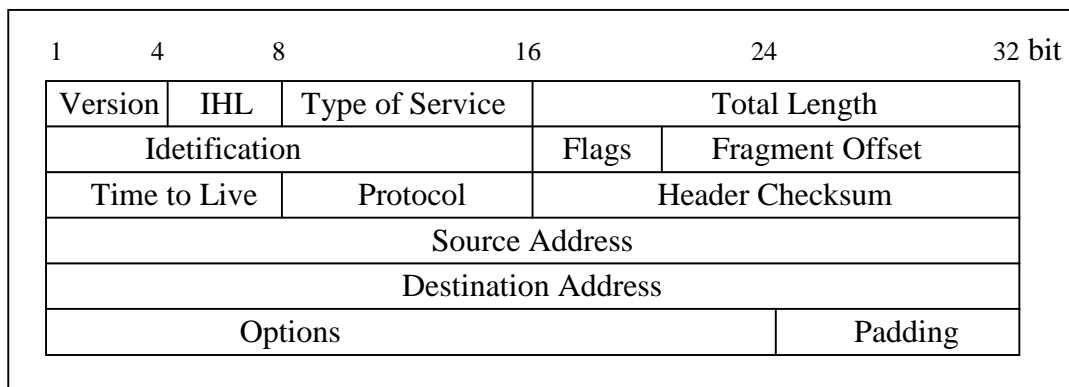 1 4 8 16 24 32 bit
Version IHL Type of Service Total Length
Idetification Flags Fragment Offset
Time to Live Protocol Header Checksum
Source Address
Destination Address
Options Padding